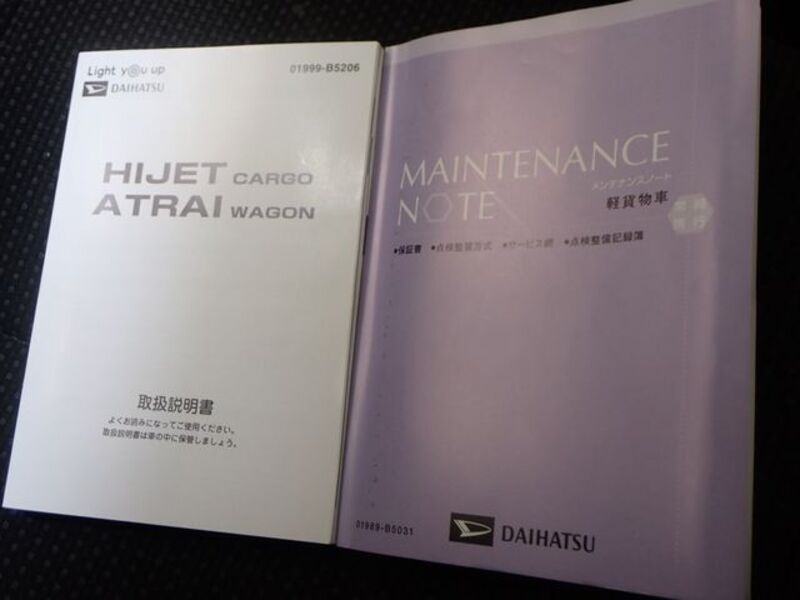 Light you up
DAIHATSU
01999-B5206
HIJET CARGO
ATRAI WAGON
取扱説明書
よくお読みになってご使用ください。
取扱説明書は車の中に保管しましょう。
MAINTENANCE
NOTE
メンテナンスノート
軽貨物車
•保証書 •点検整備方式 •サービス網 •点検整備記録簿
01989-B5031
DAIHATSU